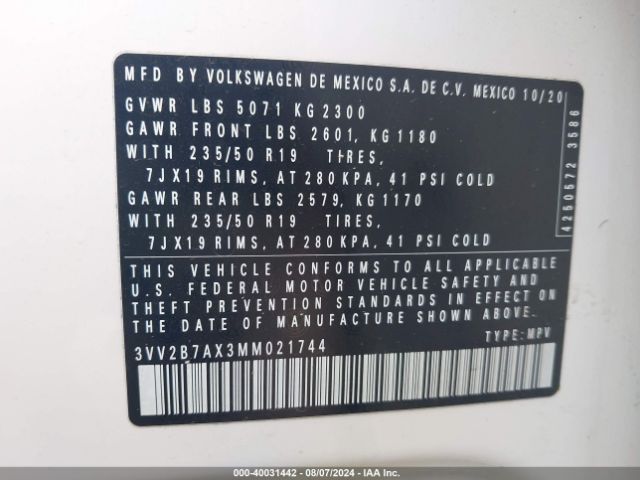 MFD BY VOLKSWAGEN DE MEXICO S.A. DE C.V. MEXICO 10/20
GVWR LBS 5071 KG 2300
GAWR FRONT LBS 2601, KG 1180
WITH 235/50 R19 TIRES,
7JX19 RIMS, AT 280 KPA, 41 PSI COLD
GAWR REAR LBS 2579, KG 1170
WITH 235/50 R19 TIRES,
7JX19 RIMS, AT 280 KPA, 41 PSI COLD
4250572 3586
THIS VEHICLE CONFORMS TO ALL APPLICABLE
U.S. FEDERAL MOTOR VEHICLE SAFETY AND
THEFT PREVENTION STANDARDS IN EFFECT ON
THE DATE OF MANUFACTURE SHOWN ABOVE.
3VV2B7AX3MM021744 TYPE: MPV
000-40031442 - 08/07/2024 - IAA Inc.